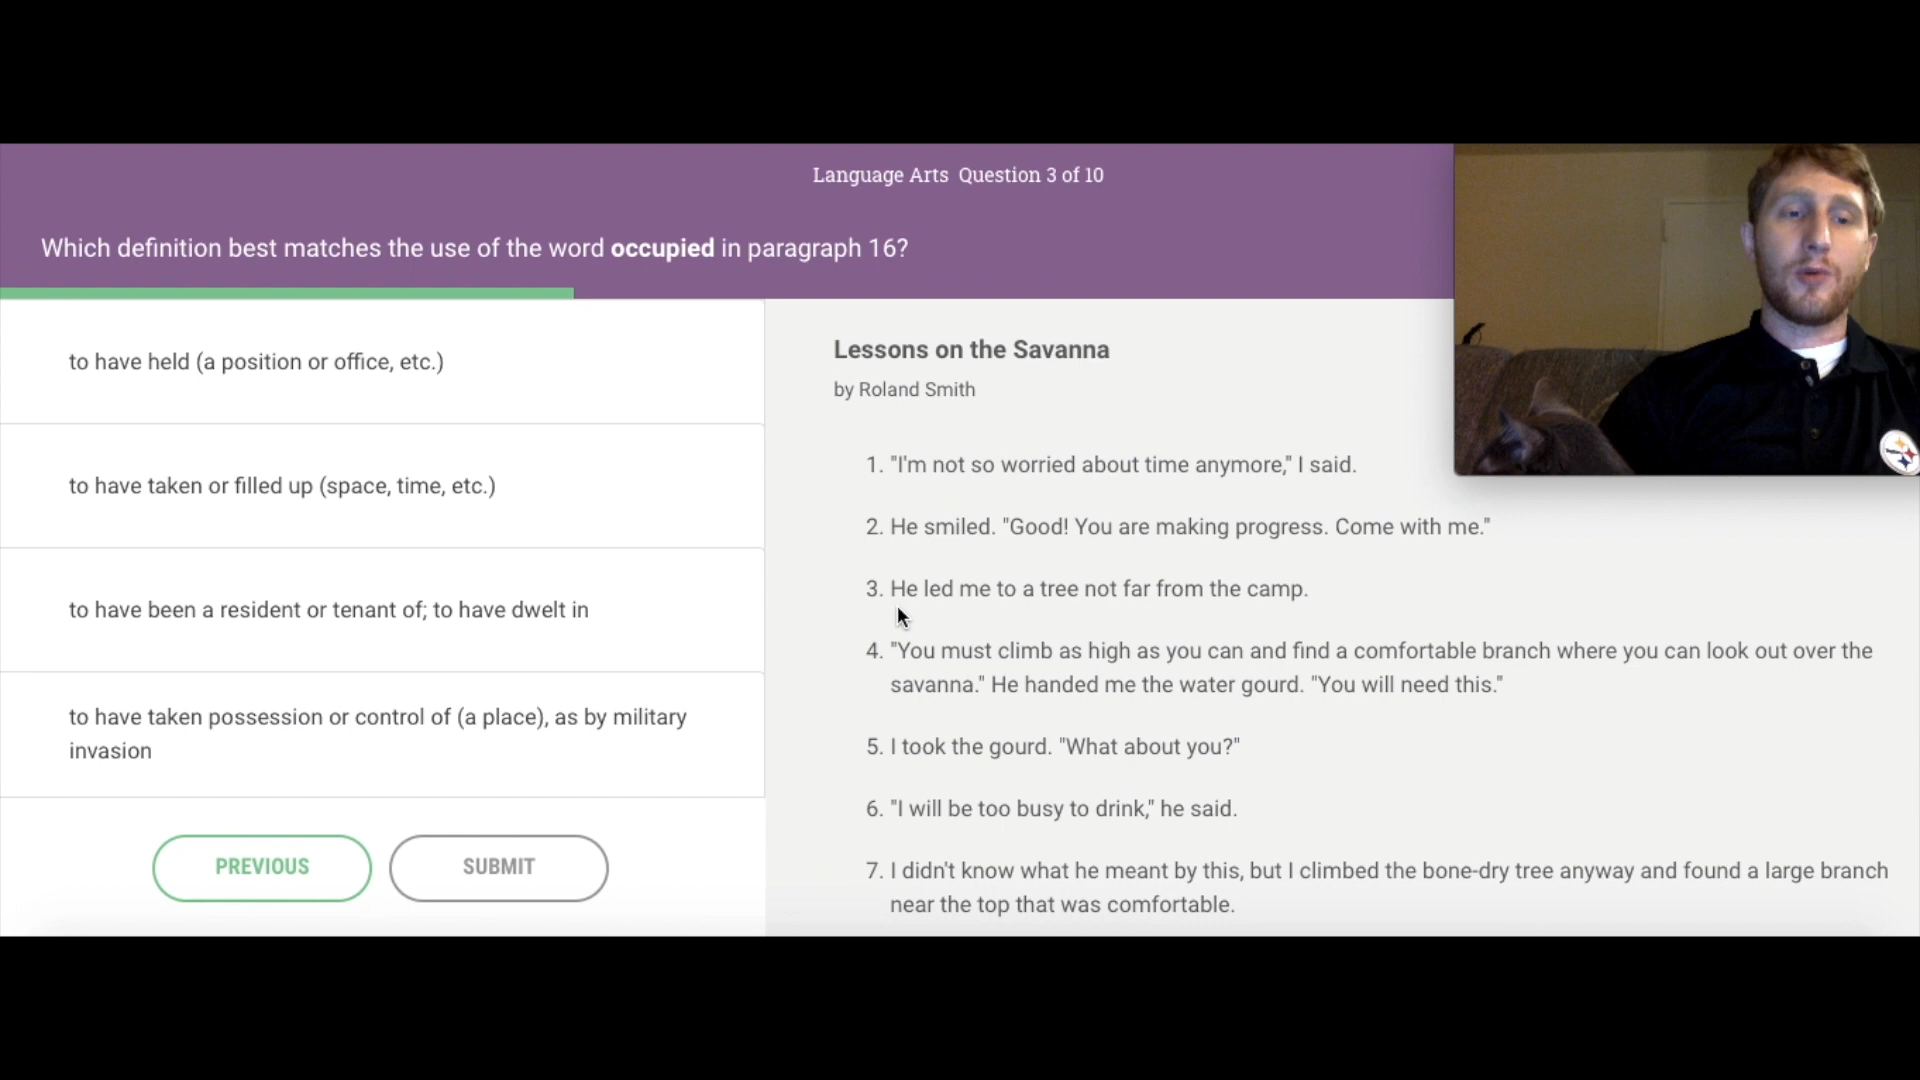 Language Arts  Question 3 of 10
Which definition best matches the use of the word occupied in paragraph 16?
to have held (a position or office, etc.)
to have taken or filled up (space, time, etc.)
to have been a resident or tenant of; to have dwelt in
to have taken possession or control of (a place), as by military
invasion
PREVIOUS
SUBMIT
Lessons on the Savanna
by Roland Smith
1. "I'm not so worried about time anymore," I said.
2. He smiled. "Good! You are making progress. Come with me."
3. He led me to a tree not far from the camp.
4. "You must climb as high as you can and find a comfortable branch where you can look out over the
savanna." He handed me the water gourd. "You will need this."
5. I took the gourd. "What about you?"
6. "I will be too busy to drink," he said.
7. I didn't know what he meant by this, but I climbed the bone-dry tree anyway and found a large branch
near the top that was comfortable.